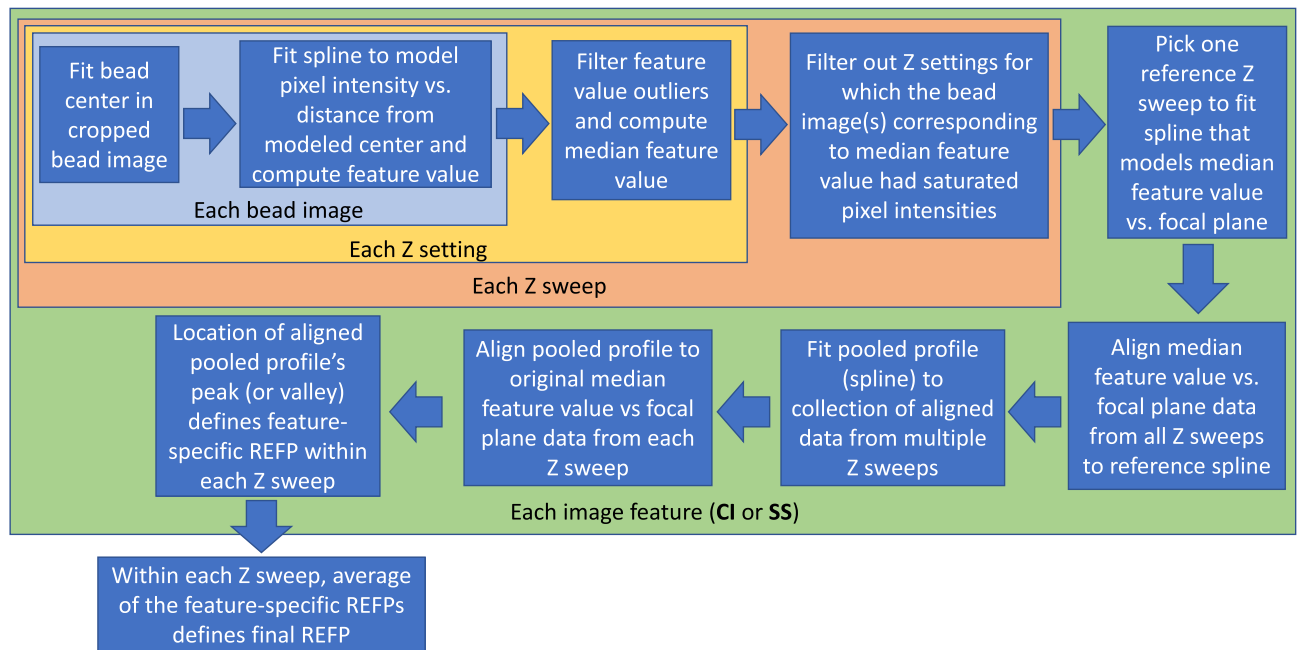 Fit bead
center in
cropped
bead image
Fit spline to model
pixel intensity vs.
distance from
modeled center and
compute feature value
Each bead image
Filter feature
value outliers
and compute
median feature
value
Each Z setting
Filter out Z settings for
which the bead
image(s) corresponding
to median feature
value had saturated
pixel intensities
Each Z sweep
Pick one
reference Z
sweep to fit
spline that
models median
feature value
vs. focal plane
Align median
feature value vs.
focal plane data
from all Z sweeps
to reference spline
Fit pooled profile
(spline) to
collection of aligned
data from multiple
Z sweeps
Align pooled profile to
original median
feature value vs focal
plane data from each
Z sweep
Location of aligned
pooled profile’s
peak (or valley)
defines feature-
specific REFP within
each Z sweep
Each image feature (CI or SS)
Within each Z sweep, average
of the feature-specific REFPs
defines final REFP